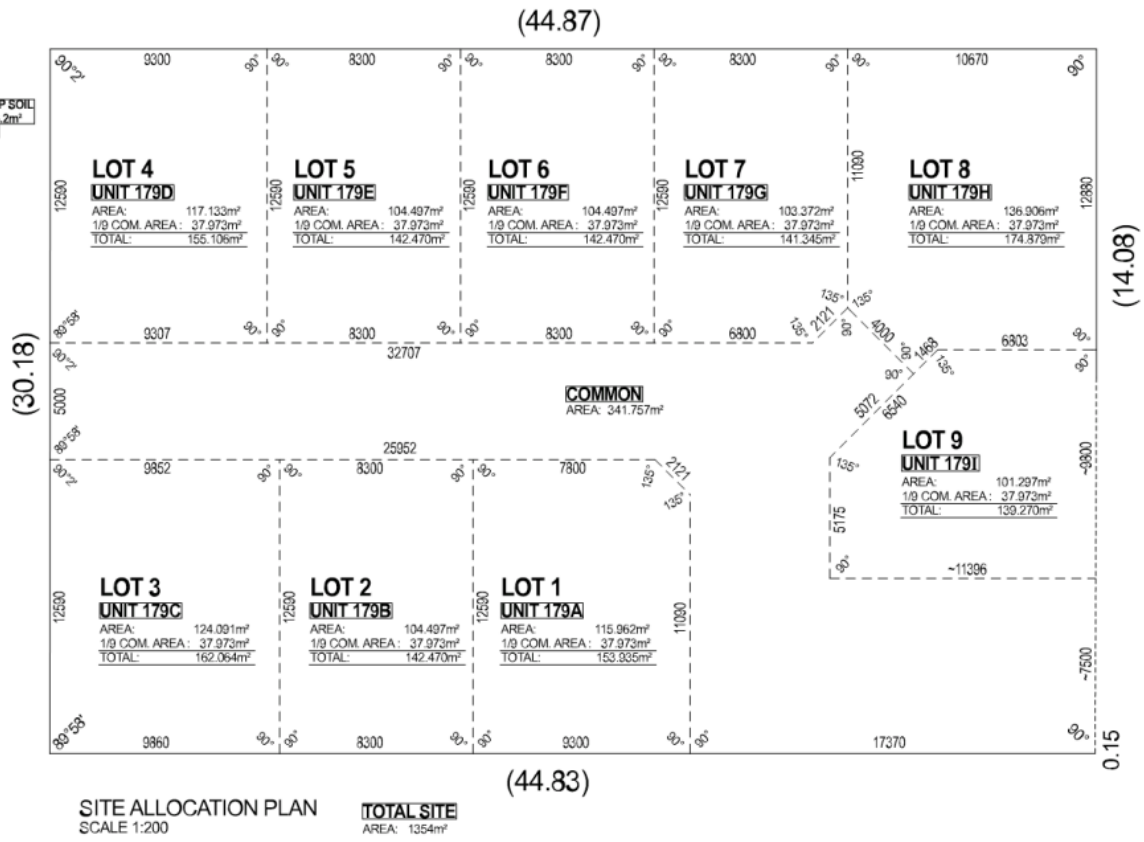 (44.87)
90°2' 9300 90° 90° 8300 90° 90° 8300 90° 90° 8300 90° 90° 10670 90°
P SOIL
.2m²
12590 12590 12590 12590 11090 12880
LOT 4
UNIT 179D
AREA: 117.133m²
1/9 COM. AREA : 37.973m²
TOTAL: 155.106m²
LOT 5
UNIT 179E
AREA: 104.497m²
1/9 COM. AREA : 37.973m²
TOTAL: 142.470m²
LOT 6
UNIT 179F
AREA: 104.497m²
1/9 COM. AREA : 37.973m²
TOTAL: 142.470m²
LOT 7
UNIT 179G
AREA: 103.372m²
1/9 COM. AREA : 37.973m²
TOTAL: 141.345m²
LOT 8
UNIT 179H
AREA: 136.906m²
1/9 COM. AREA : 37.973m²
TOTAL: 174.879m²
(14.08)
(30.18)
135° 135°
89°58' 9307 90° 90° 8300 90° 90° 8300 90° 90° 6800 135° 2121 90° 4000 90° 1468 135° 6803 90°
90°2' 32707 90° 90°
5000
COMMON
AREA: 341.757m²
5072 6540
89°58' 25952
90°2' 9852 90° 90° 8300 90° 90° 7800 135° 2121 135°
LOT 9
UNIT 179I
AREA: 101.297m²
1/9 COM. AREA : 37.973m²
TOTAL: 139.270m²
135°
5175
90° ~11396
~9800
12590 12590 12590 11090 ~7500
LOT 3
UNIT 179C
AREA: 124.091m²
1/9 COM. AREA : 37.973m²
TOTAL: 162.064m²
LOT 2
UNIT 179B
AREA: 104.497m²
1/9 COM. AREA : 37.973m²
TOTAL: 142.470m²
LOT 1
UNIT 179A
AREA: 115.962m²
1/9 COM. AREA : 37.973m²
TOTAL: 153.935m²
89°58' 9860 90° 90° 8300 90° 90° 9300 90° 90° 17370 90°
0.15
(44.83)
SITE ALLOCATION PLAN
SCALE 1:200
TOTAL SITE
AREA: 1354m²